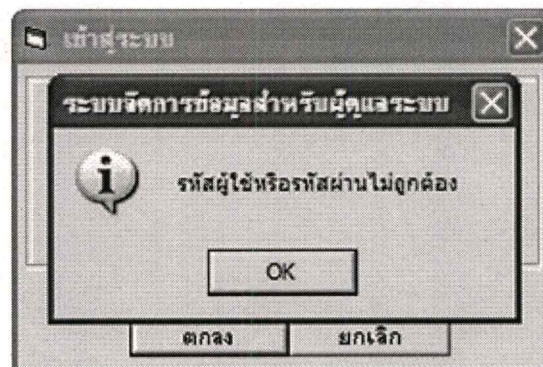 เข้าสู่ระบบ
ระบบจัดการข้อมูลสำหรับผู้ดูแลระบบ
รหัสผู้ใช้หรือรหัสผ่านไม่ถูกต้อง
OK
ตกลง
ยกเลิก